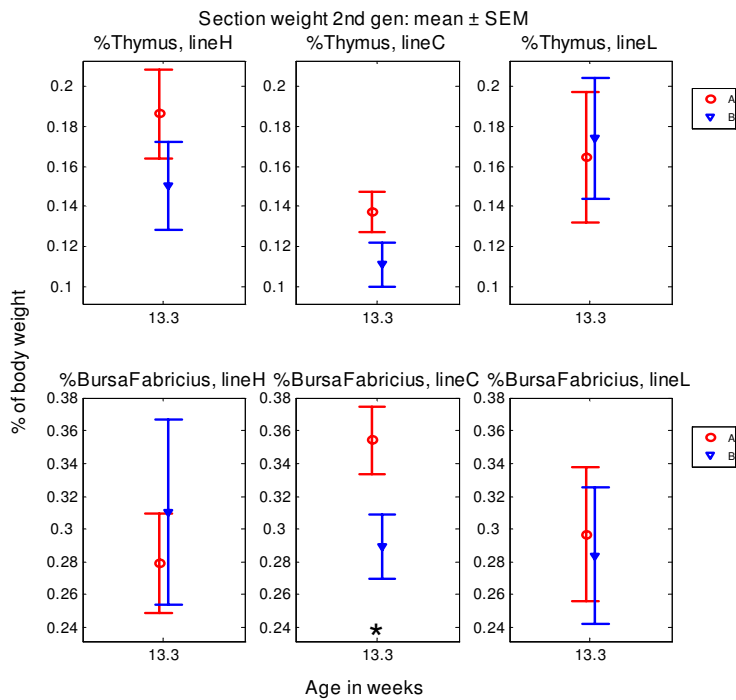 Section weight 2nd gen: mean ± SEM
%Thymus, lineH %Thymus, lineC %Thymus, lineL
0.2 0.2 0.2
0.18 0.18 0.18
0.16 0.16 0.16
0.14 0.14 0.14
0.12 0.12 0.12
0.1 0.1 0.1
13.3 13.3 13.3
A
B
% of body weight
%BursaFabricius, lineH %BursaFabricius, lineC %BursaFabricius, lineL
0.38 0.38 0.38
0.36 0.36 0.36
0.34 0.34 0.34
0.32 0.32 0.32
0.3 0.3 0.3
0.28 0.28 0.28
0.26 0.26 0.26
0.24 0.24 0.24
*
13.3 13.3 13.3
A
B
Age in weeks